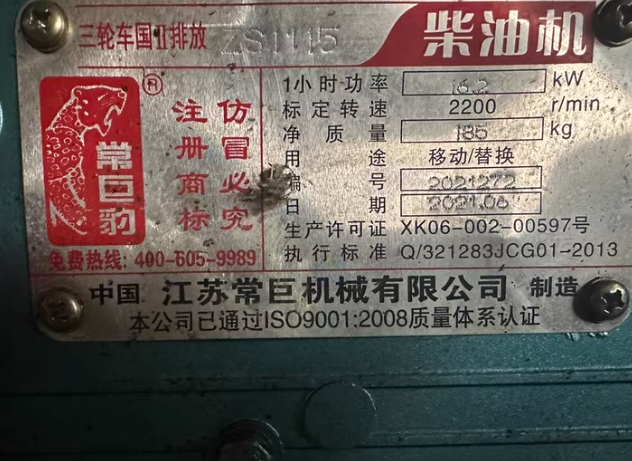 三轮车国Ⅱ排放 ZS1115 柴油机
常巨豹
®
注册商标
仿冒必究
免费热线: 400-605-9989
1小时功率 16.2 kW
标定转速 2200 r/min
净质量 185 kg
用途 移动/替换
编号 2021272
日期 2021.06
生产许可证 XK06-002-00597号
执行标准 Q/321283JCG01-2013
中国 江苏常巨机械有限公司 制造
本公司已通过ISO9001:2008质量体系认证